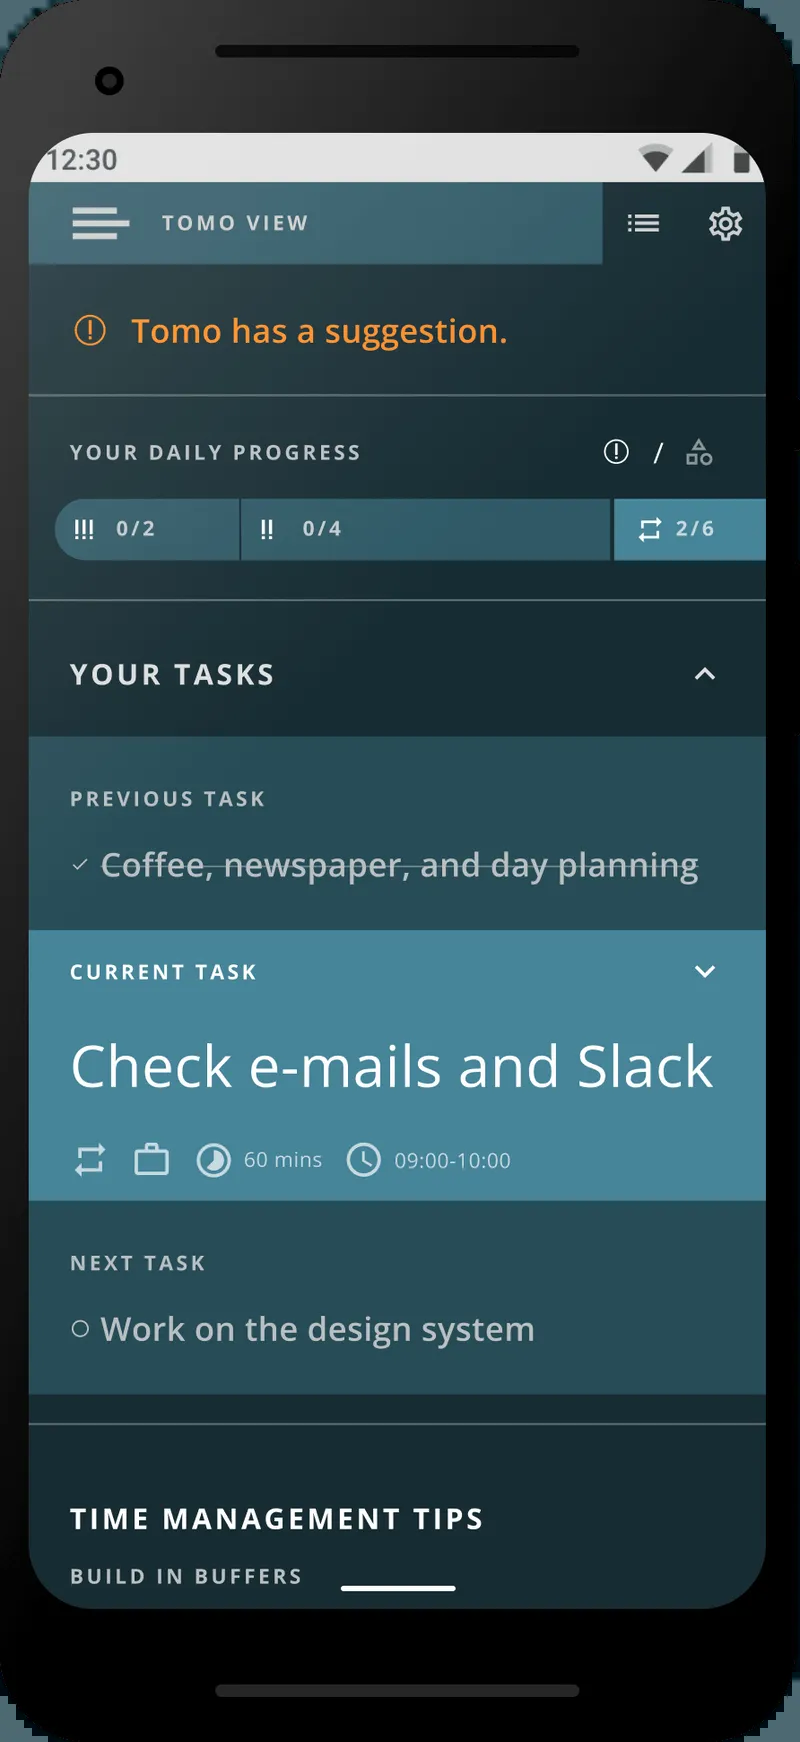 12:30
TOMO VIEW
Tomo has a suggestion.
YOUR DAILY PROGRESS /
!!! 0/2 !! 0/4 2/6
YOUR TASKS
PREVIOUS TASK
Coffee, newspaper, and day planning
CURRENT TASK
Check e-mails and Slack
60 mins 09:00-10:00
NEXT TASK
Work on the design system
TIME MANAGEMENT TIPS
BUILD IN BUFFERS